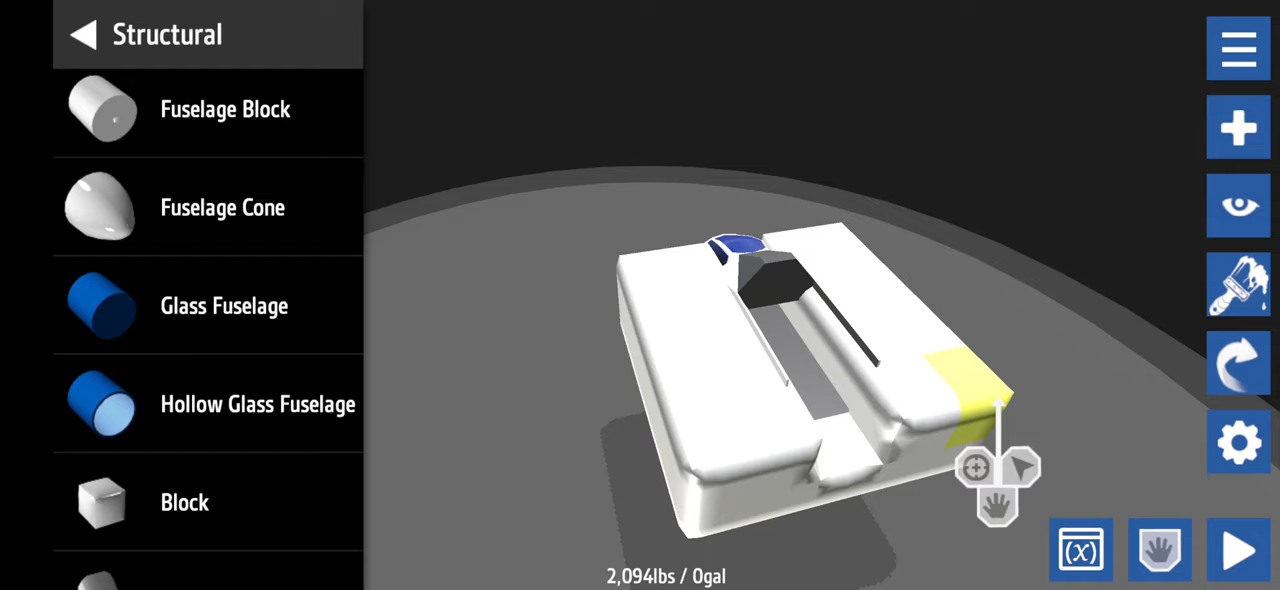 Structural
Fuselage Block
Fuselage Cone
Glass Fuselage
Hollow Glass Fuselage
Block
(x)
2,094lbs / 0gal